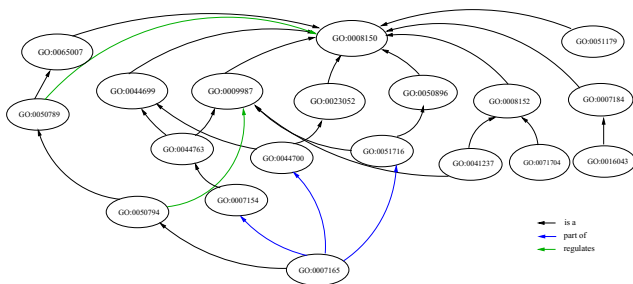 GO:0008150
GO:0065007
GO:0051179
GO:0044699
GO:0009987
GO:0023052
GO:0050896
GO:0008152
GO:0007184
GO:0050789
GO:0044763
GO:0044700
GO:0051716
GO:0041237
GO:0071704
GO:0016043
GO:0050794
GO:0007154
GO:0007165
is a
part of
regulates